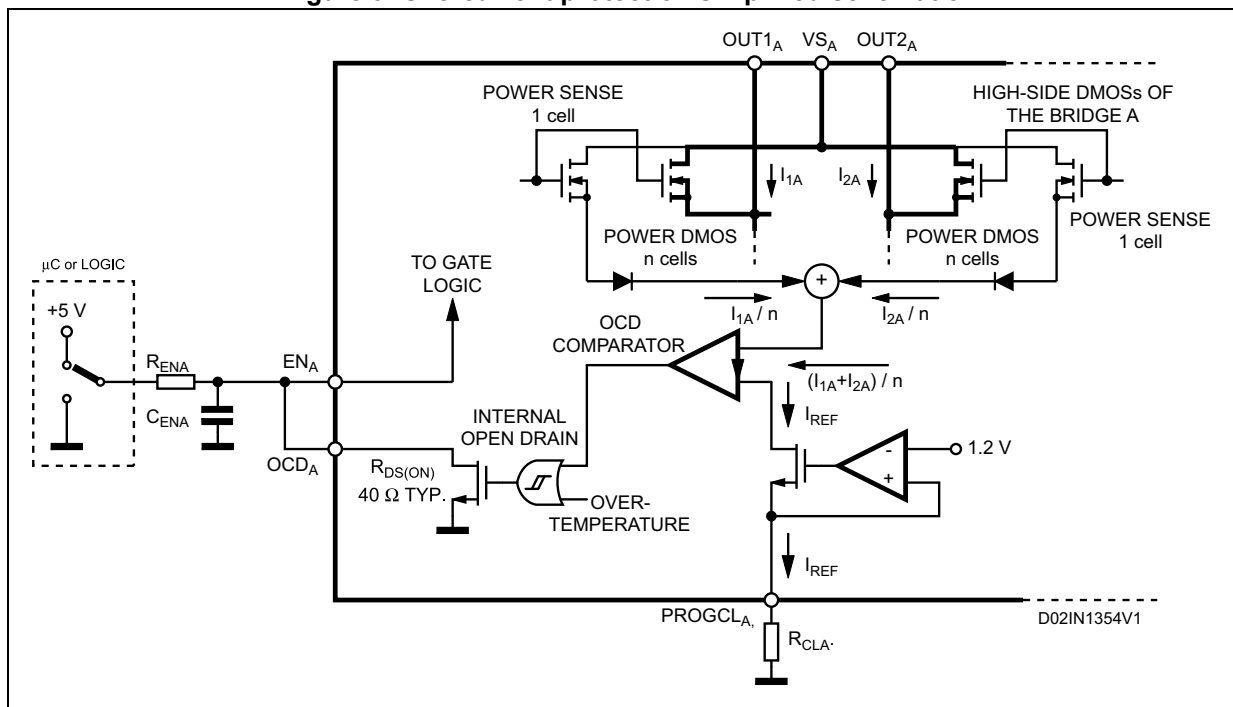 OUT1A VSA OUT2A
POWER SENSE
1 cell
HIGH-SIDE DMOSs OF
THE BRIDGE A
I1A
I2A
POWER SENSE
1 cell
POWER DMOS
n cells
POWER DMOS
n cells
μC or LOGIC
+5 V
TO GATE
LOGIC
+
I1A / n
I2A / n
OCD
COMPARATOR
RENA
ENA
(I1A+I2A) / n
IREF
CENA
INTERNAL
OPEN DRAIN
-
+
1.2 V
OCDA
RDS(ON)
40 Ω TYP.
OVER-
TEMPERATURE
IREF
PROGCLA,
D02IN1354V1
RCLA.